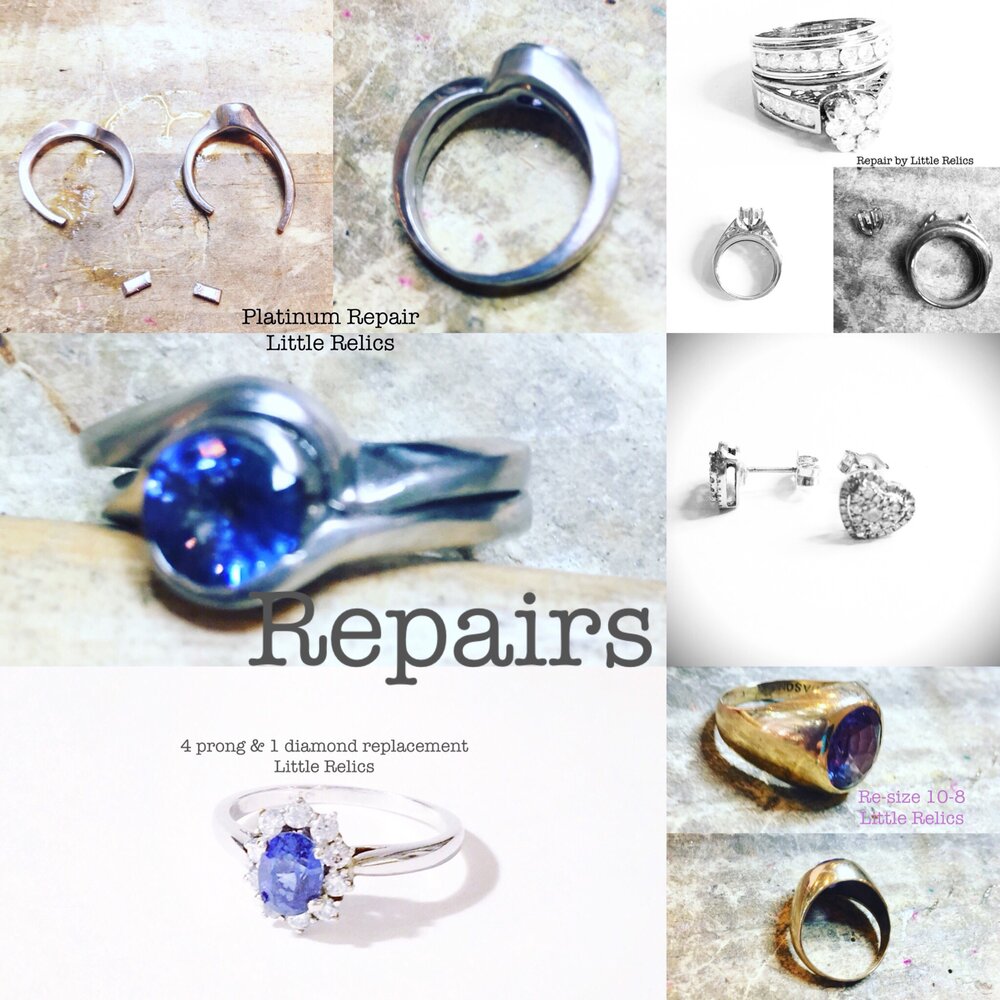 Repair by Little Relics
Platinum Repair
Little Relics
Repairs
4 prong & 1 diamond replacement
Little Relics
Re-size 10-8
Little Relics